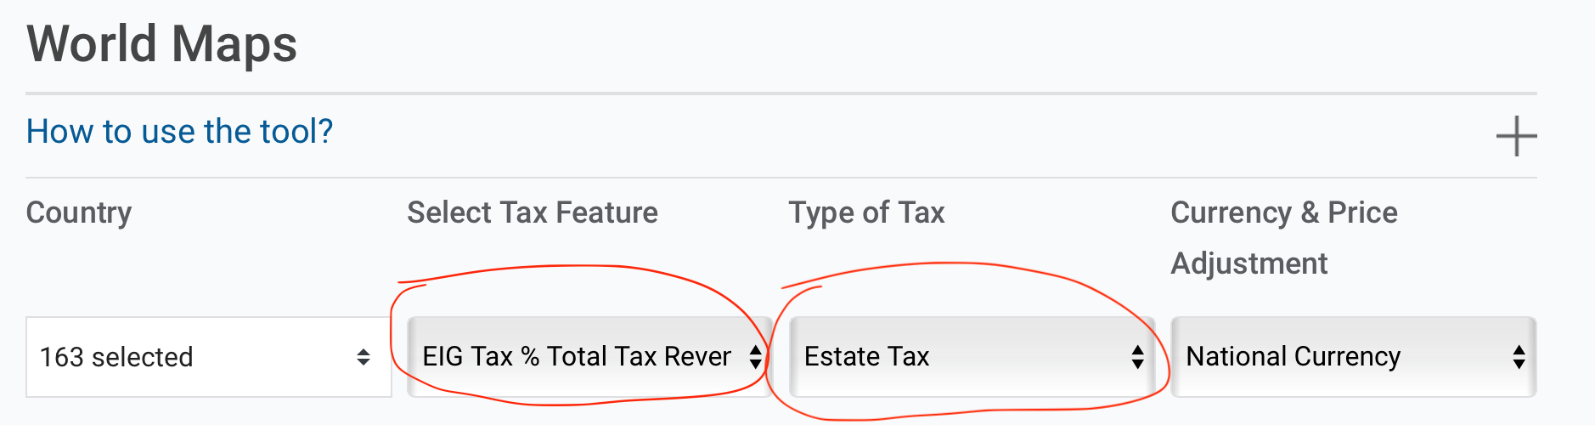 World Maps
How to use the tool?
Country
Select Tax Feature
Type of Tax
Currency & Price
Adjustment
163 selected
EIG Tax % Total Tax Rever
Estate Tax
National Currency